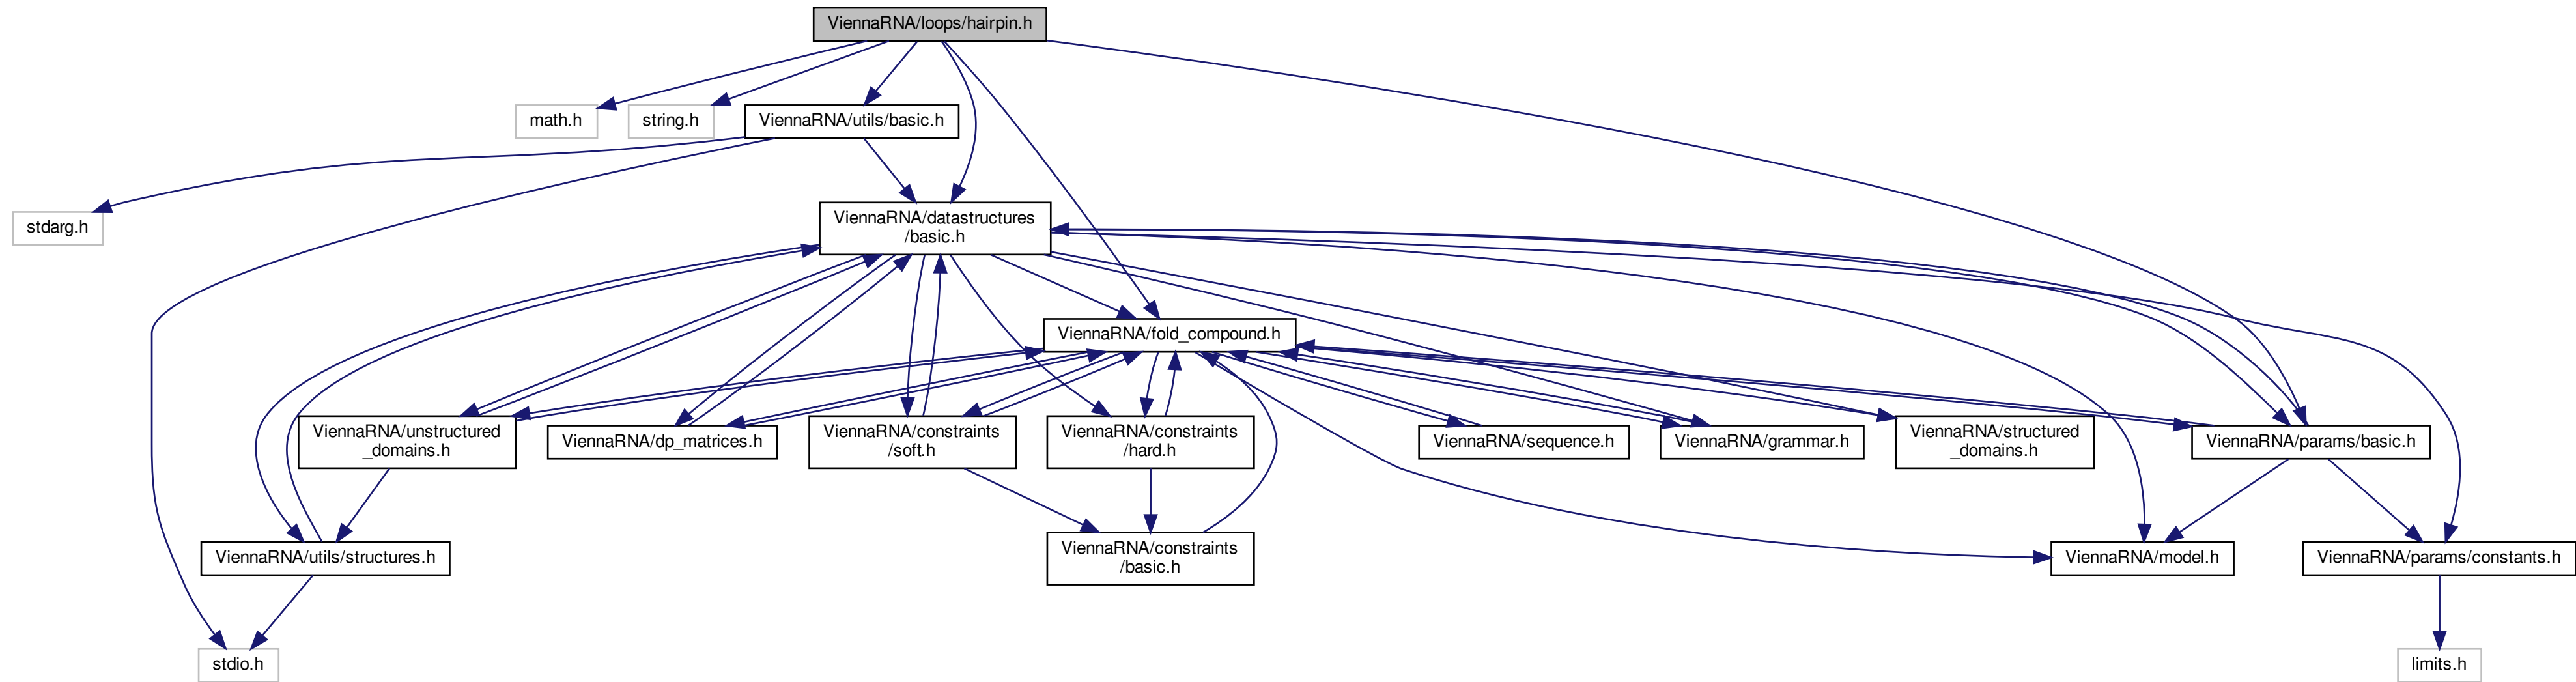 ViennaRNA/loops/hairpin.h
math.h
string.h
ViennaRNA/utils/basic.h
stdarg.h
ViennaRNA/datastructures
/basic.h
ViennaRNA/fold_compound.h
ViennaRNA/unstructured
_domains.h
ViennaRNA/dp_matrices.h
ViennaRNA/constraints
/soft.h
ViennaRNA/constraints
/hard.h
ViennaRNA/sequence.h
ViennaRNA/grammar.h
ViennaRNA/structured
_domains.h
ViennaRNA/params/basic.h
ViennaRNA/utils/structures.h
ViennaRNA/constraints
/basic.h
ViennaRNA/model.h
ViennaRNA/params/constants.h
stdio.h
limits.h